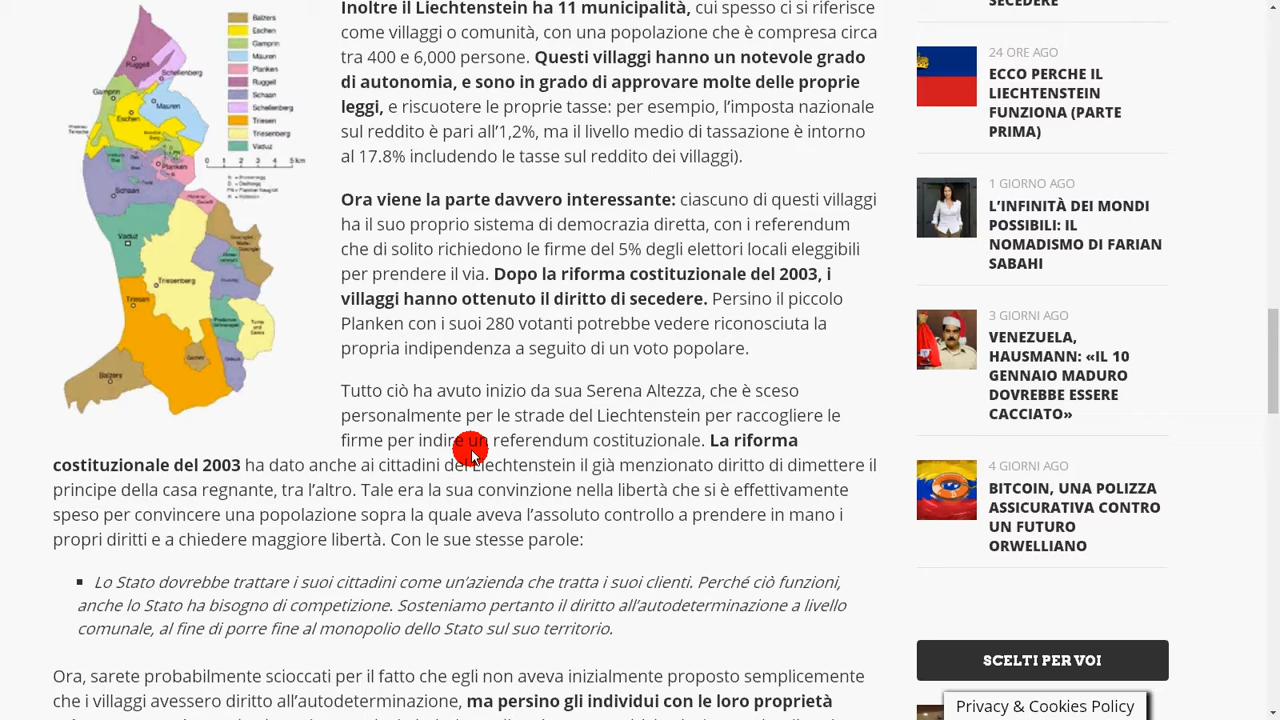 Inoltre il Liechtenstein ha 11 municipalità, cui spesso ci si riferisce
come villaggi o comunità, con una popolazione che è compresa circa
tra 400 e 6000 persone. Questi villaggi hanno un notevole grado
di autonomia, e sono in grado di approvare molte delle proprie
leggi, e riscuotere la propria tassazione (per esempio l'imposta nazionale
sul reddito è pari all'1,2%, ma il livello medio di tassazione è intorno
al 17.8% includendo le tasse sul reddito dei villaggi).
Ora viene la parte davvero interessante: ciascuno di questi villaggi
ha il suo proprio sistema di democrazia diretta, con i referendum
che di solito richiedono le firme del 5% degli elettori locali eleggibili
per prendere il via. Dopo la riforma costituzionale del 2003, i
villaggi hanno ottenuto il diritto di secedere. Persino il piccolo
Planken con i suoi 280 votanti potrebbe vedere riconosciuta la
propria indipendenza a seguito di un voto popolare.
Tutto ciò ha avuto inizio da sua Serena Altezza, che è sceso
personalmente per le strade del Liechtenstein per raccogliere le
firme per indire un referendum costituzionale. La riforma
costituzionale del 2003 ha dato anche ai cittadini del Liechtenstein il già menzionato diritto di dimettere il
principe della casa regnante, tra l'altro. Tale era la sua convinzione nella libertà che si è effettivamente
speso per convincere una popolazione sopra la quale aveva l'assoluto controllo a prendere in mano i
propri diritti e a chiedere maggiore libertà. Con le sue stesse parole:
▪ Lo Stato dovrebbe trattare i suoi cittadini come un'azienda che tratta i suoi clienti. Perché ciò funzioni,
anche lo Stato ha bisogno di competizione. Sosteniamo pertanto il diritto all'autodeterminazione a livello
comunale, al fine di porre fine al monopolio dello Stato sul suo territorio.
Ora, sarete probabilmente scioccati per il fatto che egli non aveva inizialmente proposto semplicemente
che i villaggi avessero diritto all'autodeterminazione, ma persino gli individui con le loro proprietà
Balzers
Eschen
Gamprin
Mauren
Planken
Ruggell
Schaan
Schellenberg
Triesen
Triesenberg
Vaduz
0 1 2 3 4 5 km
Ruggell
Schellenberg
Gamprin
Mauren
Eschen
Planken
Schaan
Vaduz
Triesenberg
Triesen
Balzers
SECEDERE
24 ORE AGO
ECCO PERCHE IL
LIECHTENSTEIN
FUNZIONA (PARTE
PRIMA)
1 GIORNO AGO
L'INFINITÀ DEI MONDI
POSSIBILI: IL
NOMADISMO DI FARIAN
SABAHI
3 GIORNI AGO
VENEZUELA,
HAUSMANN: «IL 10
GENNAIO MADURO
DOVREBBE ESSERE
CACCIATO»
4 GIORNI AGO
BITCOIN, UNA POLIZZA
ASSICURATIVA CONTRO
UN FUTURO
ORWELLIANO
SCELTI PER VOI
Privacy & Cookies Policy